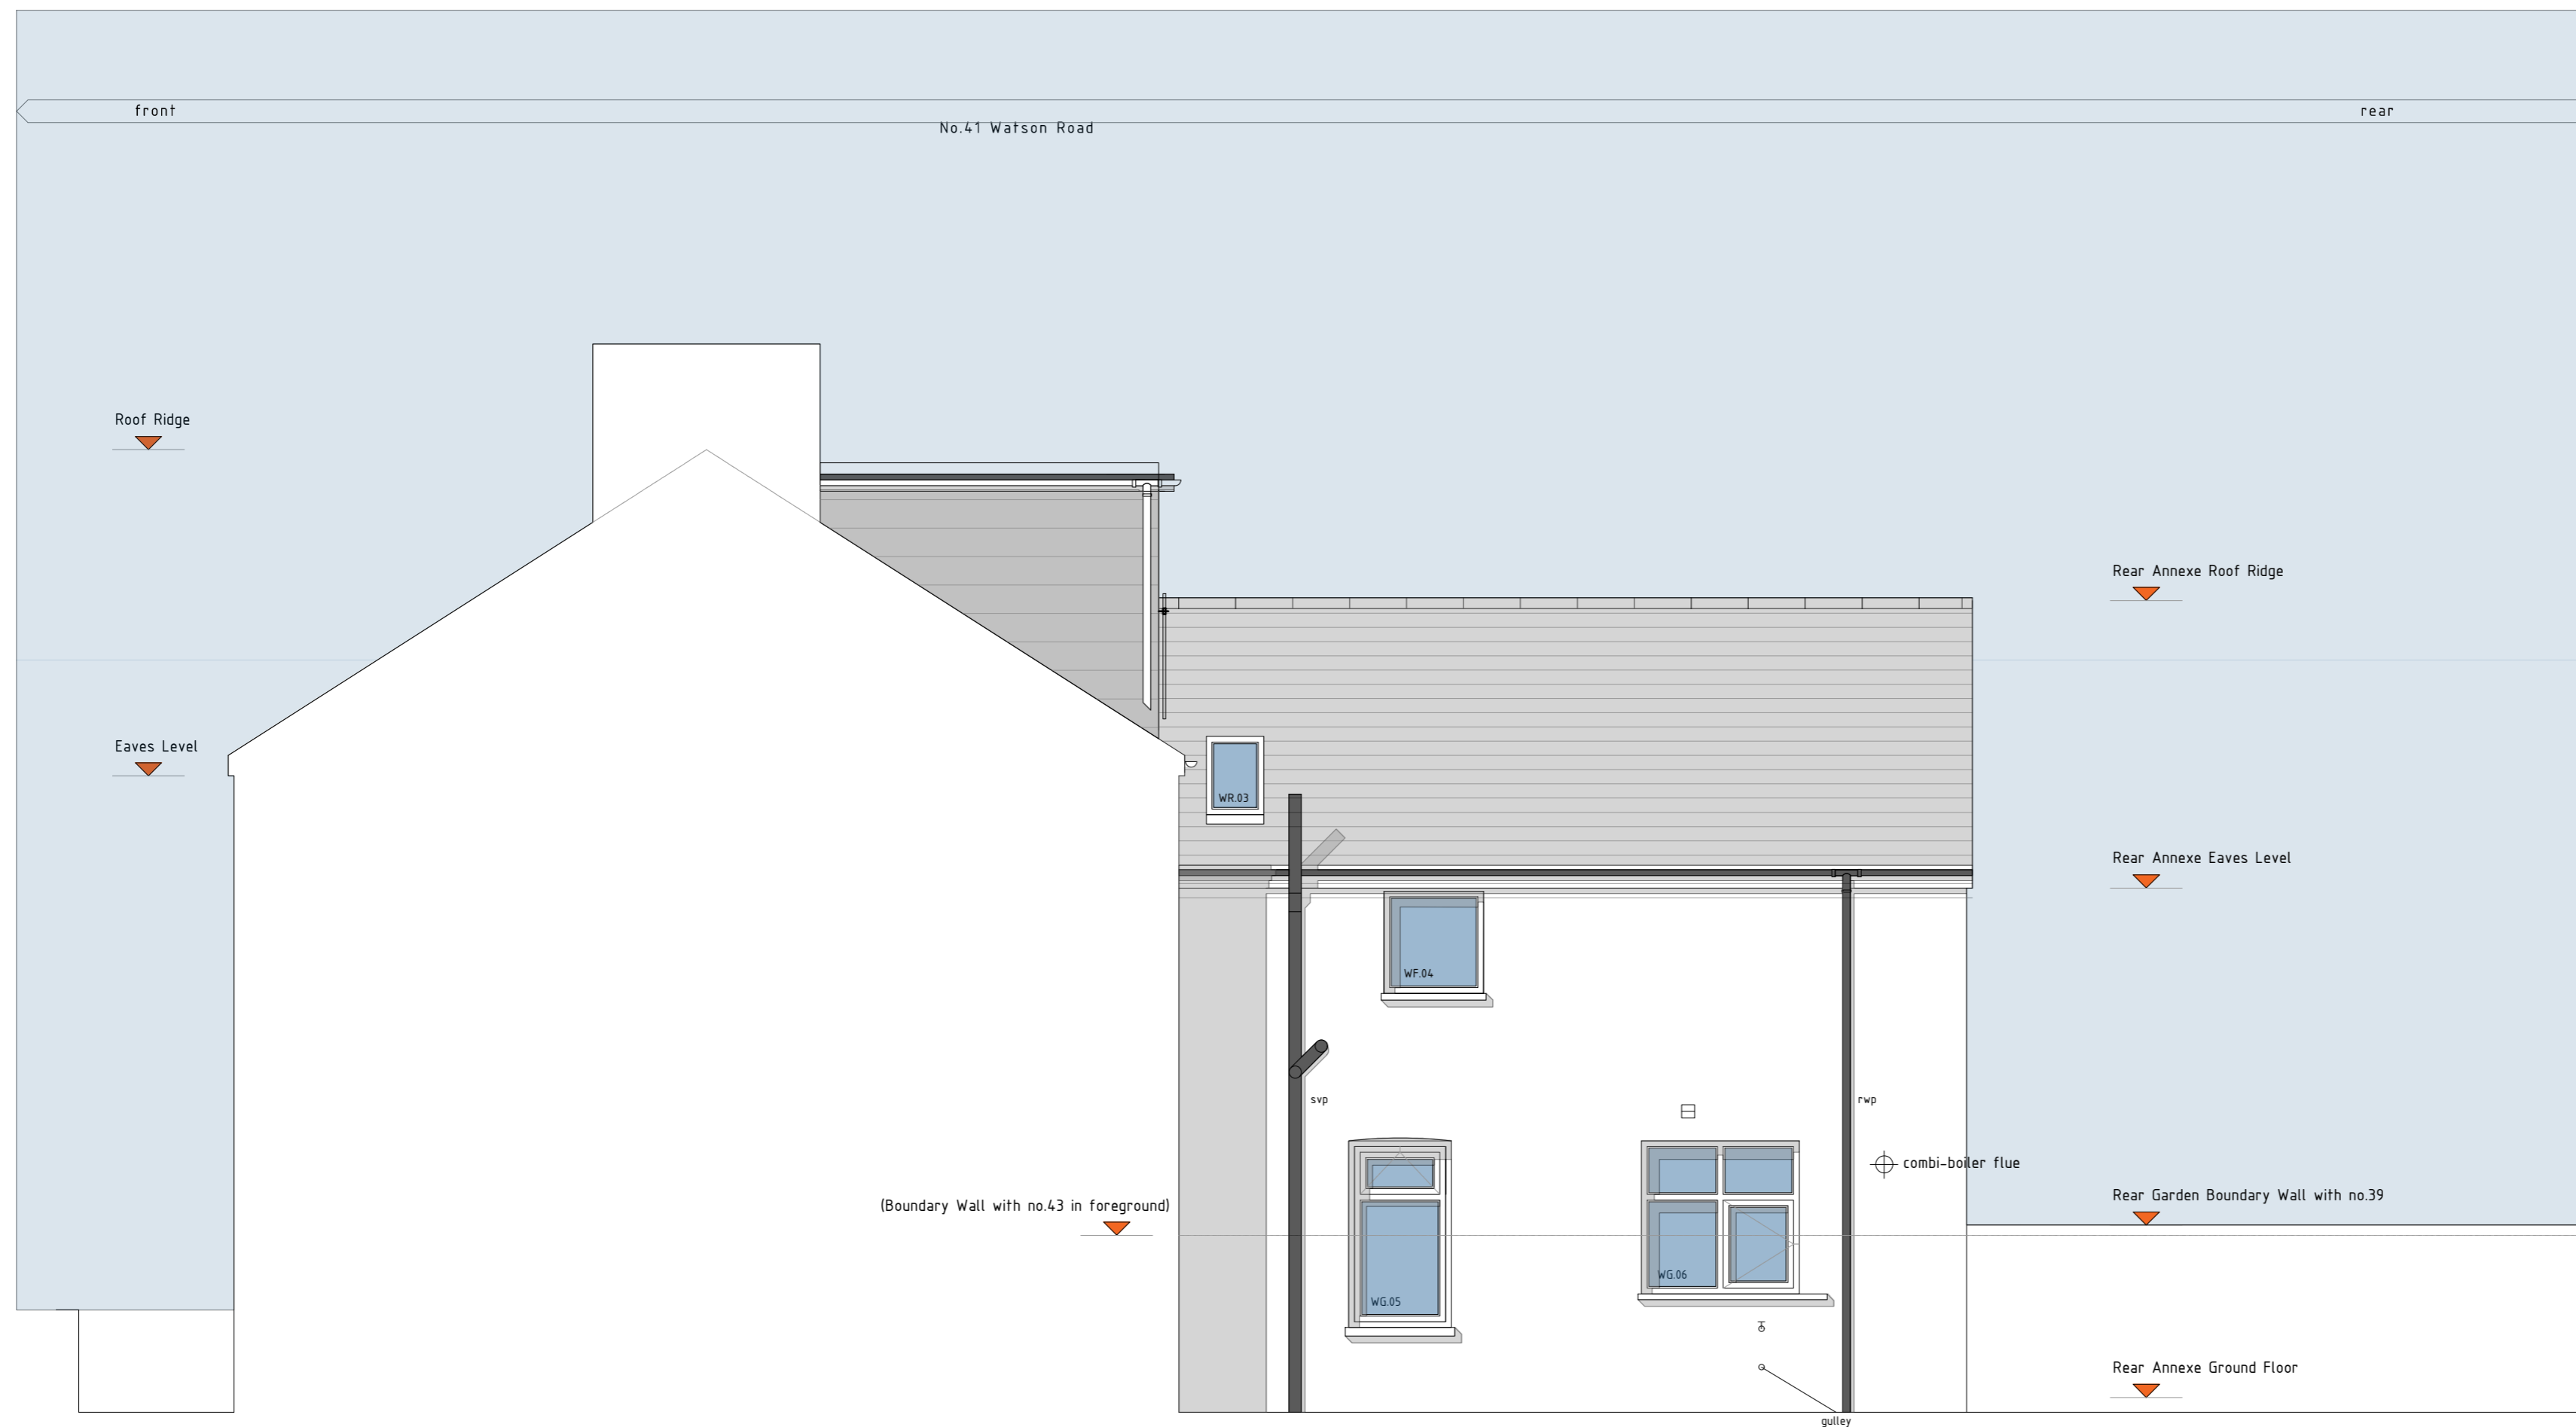 front
rear
No.41 Watson Road
Roof Ridge
Rear Annexe Roof Ridge
Eaves Level
WR.03
Rear Annexe Eaves Level
WF.04
svp
rwp
combi-boiler flue
(Boundary Wall with no.43 in foreground)
Rear Garden Boundary Wall with no.39
WG.06
WG.05
Rear Annexe Ground Floor
gulley